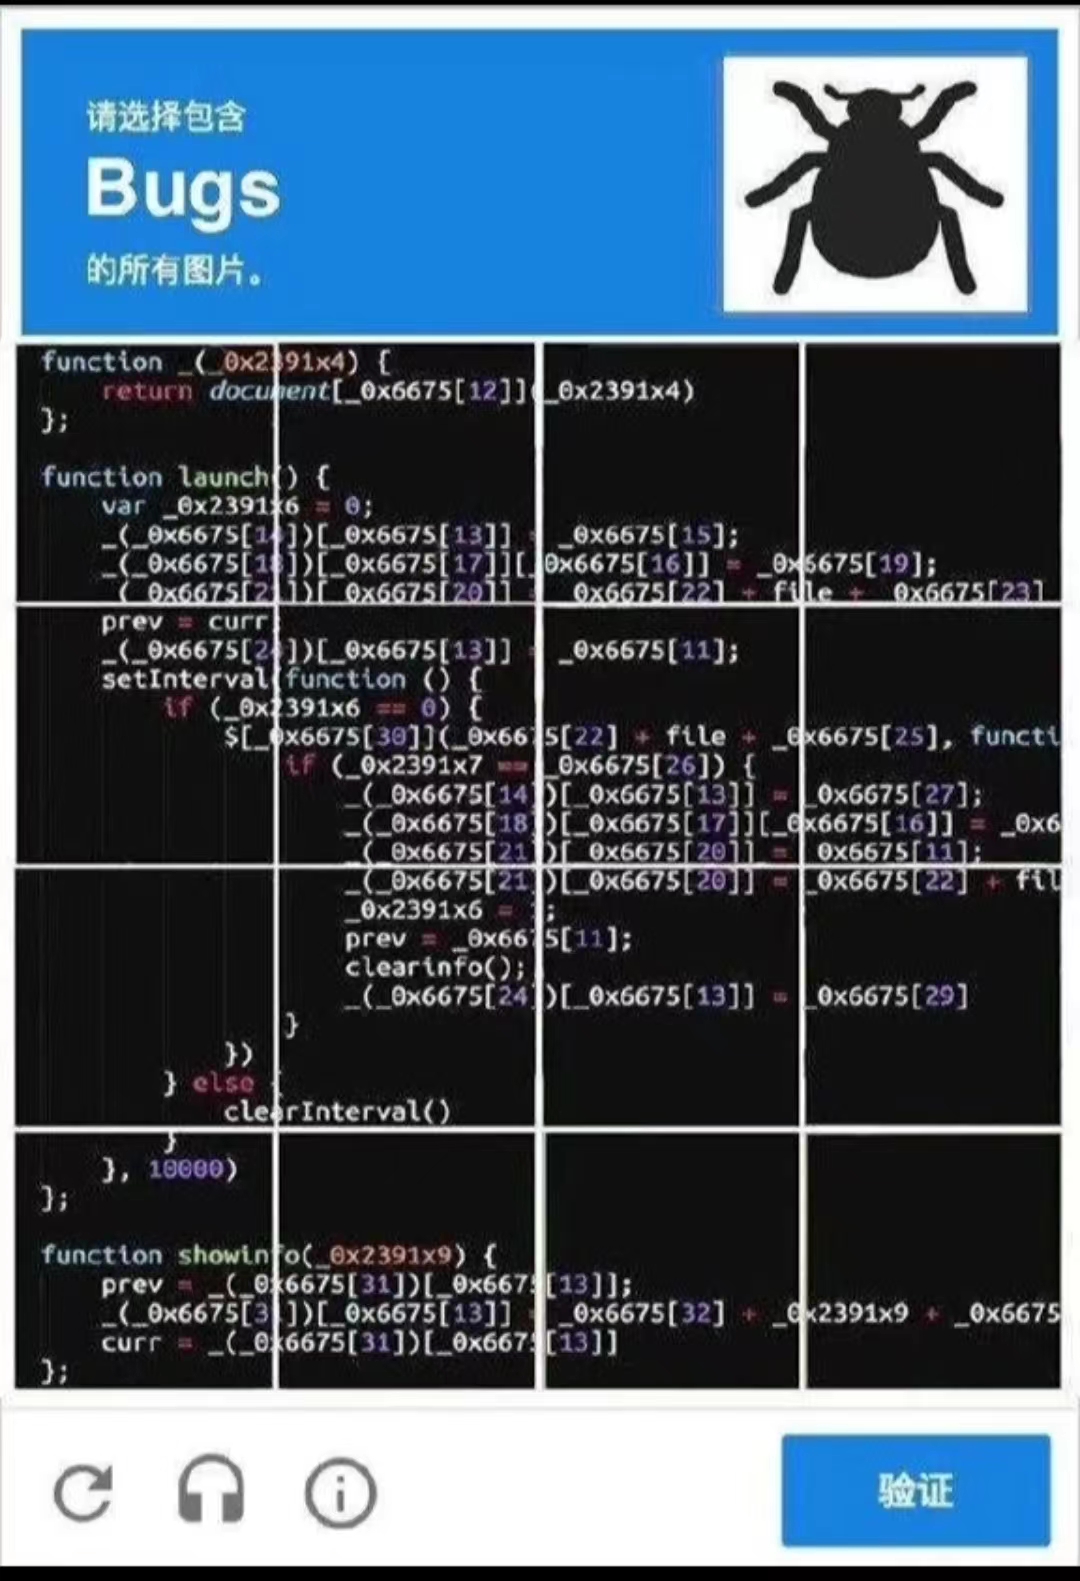 请选择包含
Bugs
的所有图片。
function _(_0x2391x4) {
return document[_0x6675[12]](_0x2391x4)
};
function launch() {
var _0x2391x6 = 0;
_(_0x6675[14])[_0x6675[13]] = _0x6675[15];
_(_0x6675[18])[_0x6675[17]][_0x6675[16]] = _0x6675[19];
_(_0x6675[21])[_0x6675[20]] = _0x6675[22] + file + _0x6675[23]
prev = curr;
_(_0x6675[24])[_0x6675[13]] = _0x6675[11];
setInterval(function () {
if (_0x2391x6 == 0) {
$[_0x6675[30]](_0x6675[22] + file + _0x6675[25], functi
if (_0x2391x7 == _0x6675[26]) {
_(_0x6675[14])[_0x6675[13]] = _0x6675[27];
_(_0x6675[18])[_0x6675[17]][_0x6675[16]] = _0x6
_(_0x6675[21])[_0x6675[20]] = _0x6675[11];
_(_0x6675[21])[_0x6675[20]] = _0x6675[22] + fil
_0x2391x6 = ;
prev = _0x6675[11];
clearinfo();
_(_0x6675[24])[_0x6675[13]] = _0x6675[29]
}
})
} else {
clearInterval()
}
}, 10000)
};
function showinfo(_0x2391x9) {
prev = _(_0x6675[31])[_0x6675[13]];
_(_0x6675[31])[_0x6675[13]] = _0x6675[32] + _0x2391x9 + _0x6675
curr = _(_0x6675[31])[_0x6675[13]]
};
验证